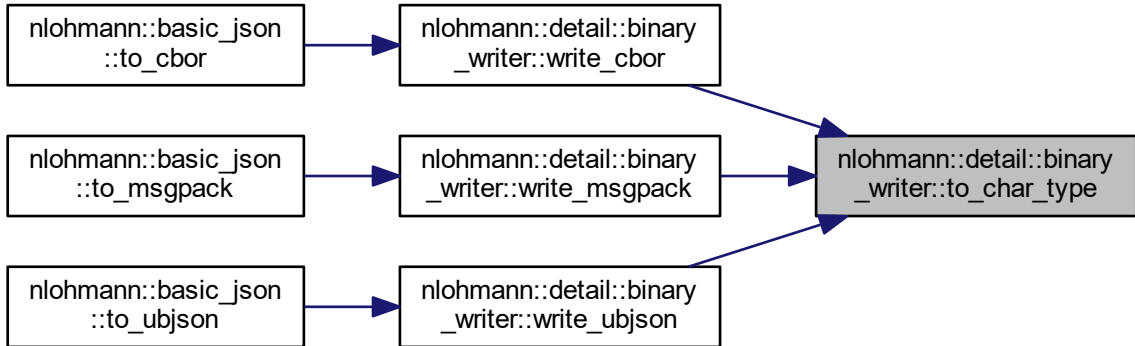 nlohmann::basic_json
::to_cbor
nlohmann::detail::binary
_writer::write_cbor
nlohmann::basic_json
::to_msgpack
nlohmann::detail::binary
_writer::write_msgpack
nlohmann::detail::binary
_writer::to_char_type
nlohmann::basic_json
::to_ubjson
nlohmann::detail::binary
_writer::write_ubjson